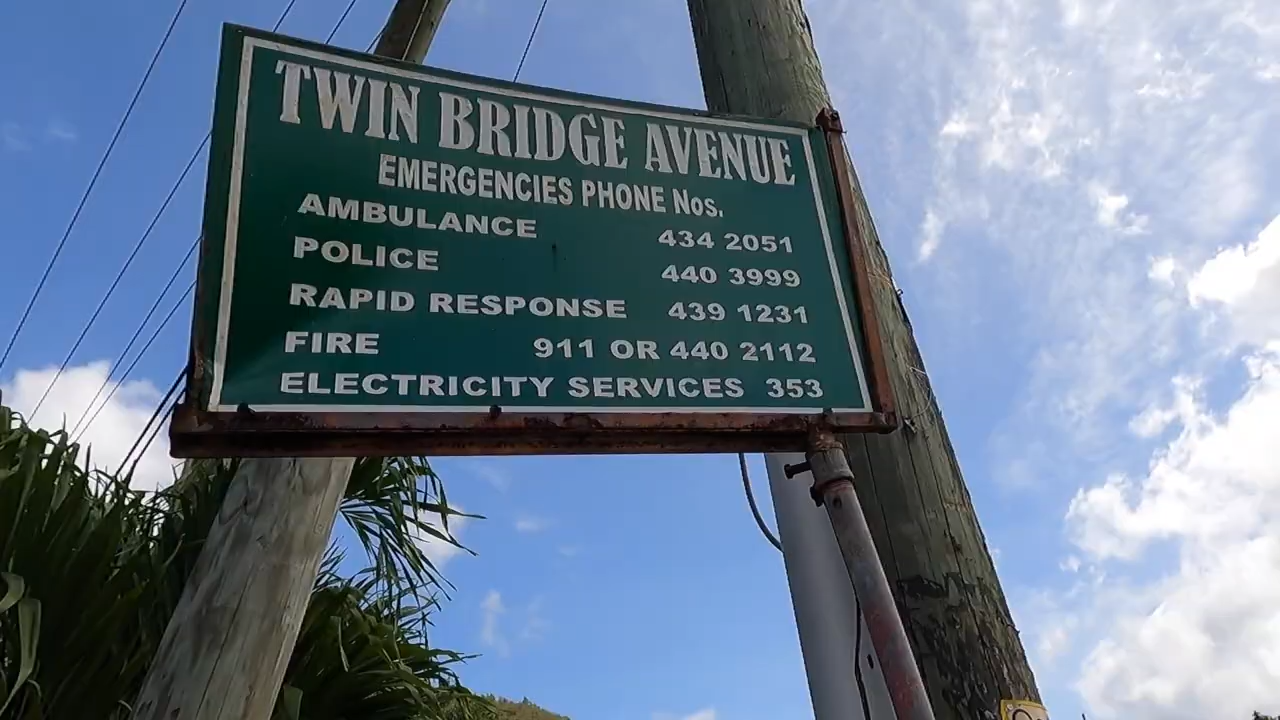 TWIN BRIDGE AVENUE
EMERGENCIES PHONE Nos.
AMBULANCE 434 2051
POLICE 440 3999
RAPID RESPONSE 439 1231
FIRE 911 OR 440 2112
ELECTRICITY SERVICES 353